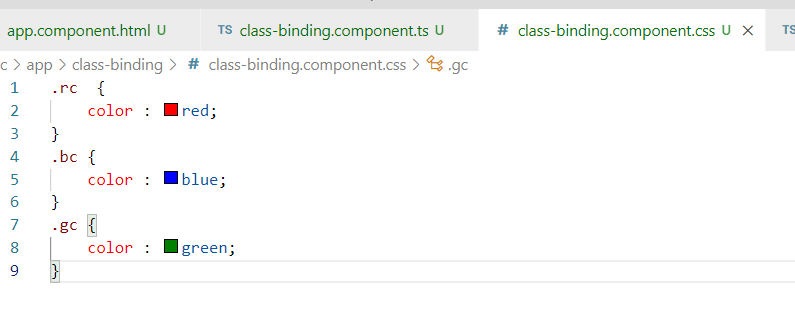 app.component.html U TS class-binding.component.ts U # class-binding.component.css U × TS
c > app > class-binding > # class-binding.component.css > .gc
1 .rc  {
2     color : red;
3 }
4 .bc {
5     color : blue;
6 }
7 .gc {
8     color : green;
9 }